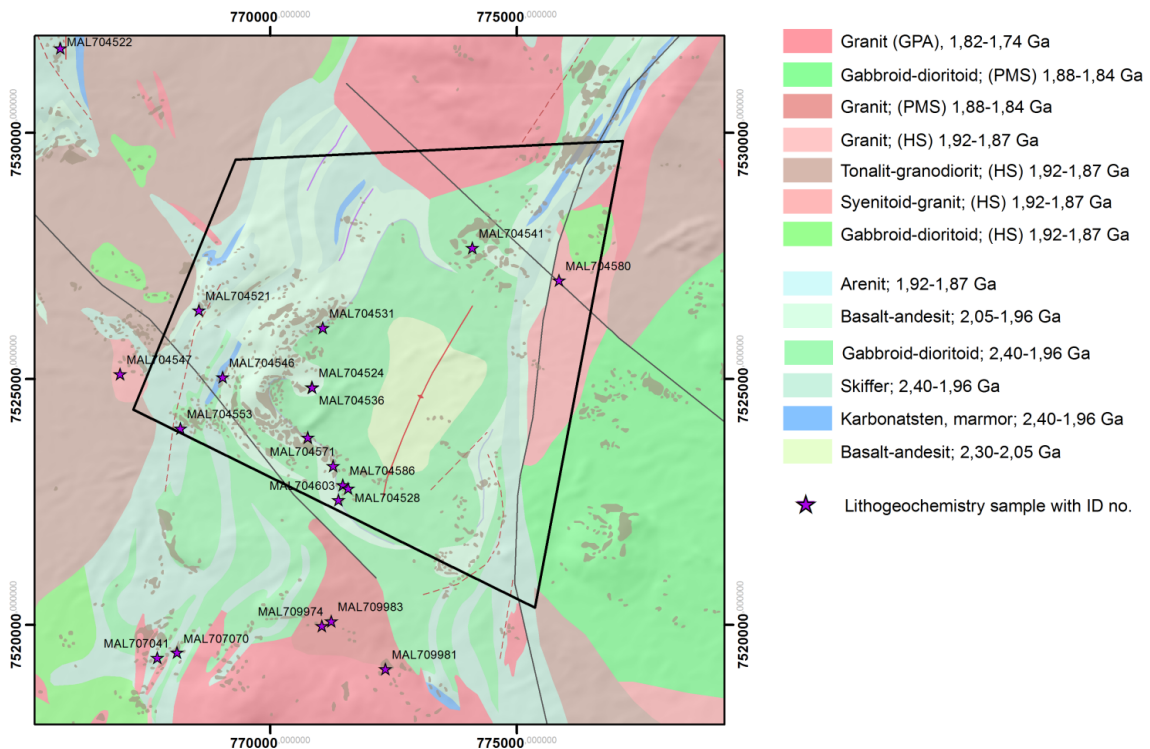 770000.000000
775000.000000
7530000.000000
7530000.000000
7525000.000000
7525000.000000
7520000.000000
7520000.000000
MAL704522
MAL704541
MAL704580
MAL704521
MAL704531
MAL704547
MAL704546
MAL704524
MAL704536
MAL704553
MAL704571
MAL704586
MAL704603
MAL704528
MAL709974
MAL709983
MAL707041
MAL707070
MAL709981
770000.000000
775000.000000
Granit (GPA), 1,82-1,74 Ga
Gabbroid-dioritoid; (PMS) 1,88-1,84 Ga
Granit; (PMS) 1,88-1,84 Ga
Granit; (HS) 1,92-1,87 Ga
Tonalit-granodiorit; (HS) 1,92-1,87 Ga
Syenitoid-granit; (HS) 1,92-1,87 Ga
Gabbroid-dioritoid; (HS) 1,92-1,87 Ga
Arenit; 1,92-1,87 Ga
Basalt-andesit; 2,05-1,96 Ga
Gabbroid-dioritoid; 2,40-1,96 Ga
Skiffer; 2,40-1,96 Ga
Karbonatsten, marmor; 2,40-1,96 Ga
Basalt-andesit; 2,30-2,05 Ga
Lithogeochemistry sample with ID no.